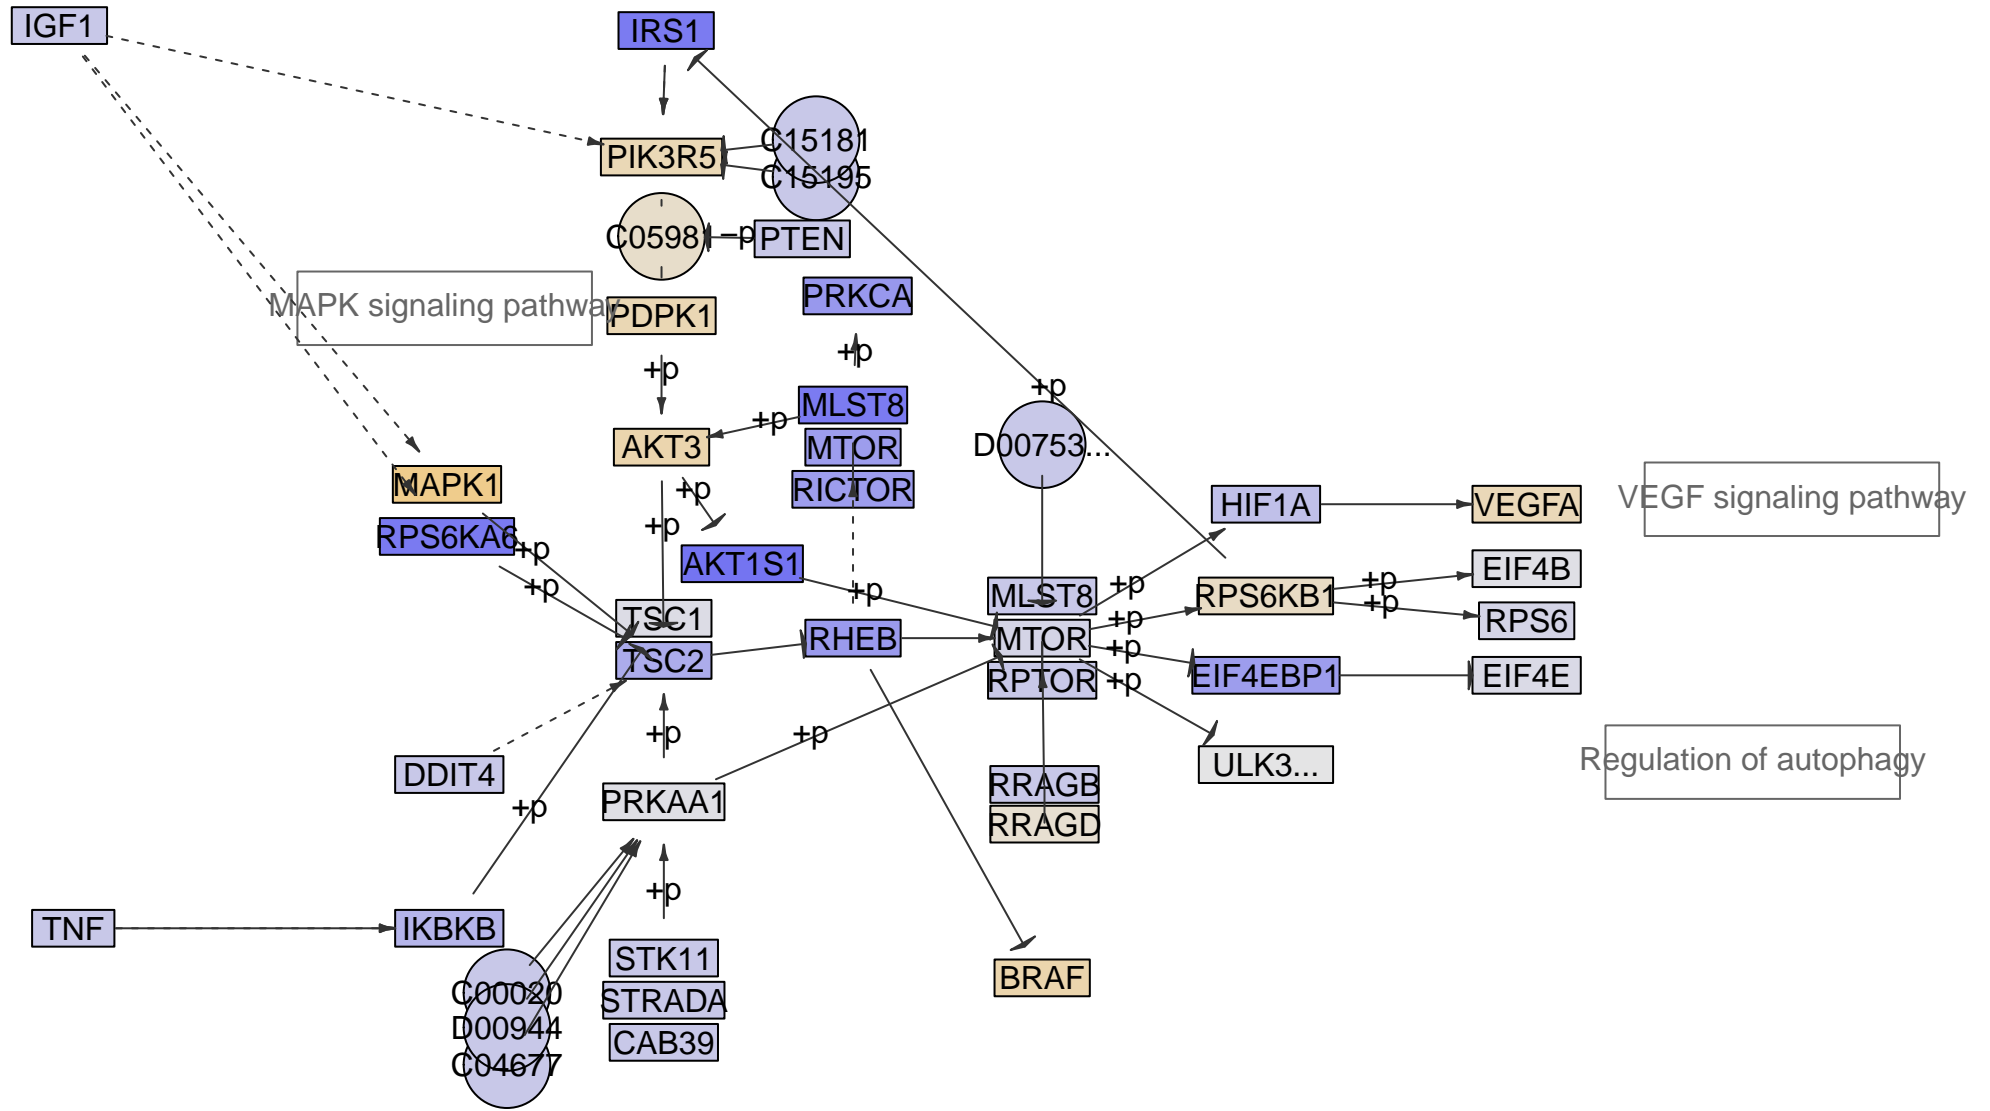 IGF1
IRS1
C15181
PIK3R5
C15195
C05981
−p
PTEN
PRKCA
MAPK signaling pathway
PDPK1
+p
+p
+p
MLST8
+p
AKT3
MTOR
D00753...
MAPK1
+p
RICTOR
HIF1A
VEGFA
VEGF signaling pathway
RPS6KA6
+p
+p
AKT1S1
EIF4B
+p
+p
+p
+p
MLST8
RPS6KB1
+p
TSC1
+p
RPS6
RHEB
MTOR
+p
TSC2
RPTOR
+p
EIF4EBP1
EIF4E
+p
+p
DDIT4
ULK3...
Regulation of autophagy
PRKAA1
RRAGB
+p
RRAGD
+p
TNF
IKBKB
STK11
BRAF
C00020
STRADA
D00944
CAB39
C04677